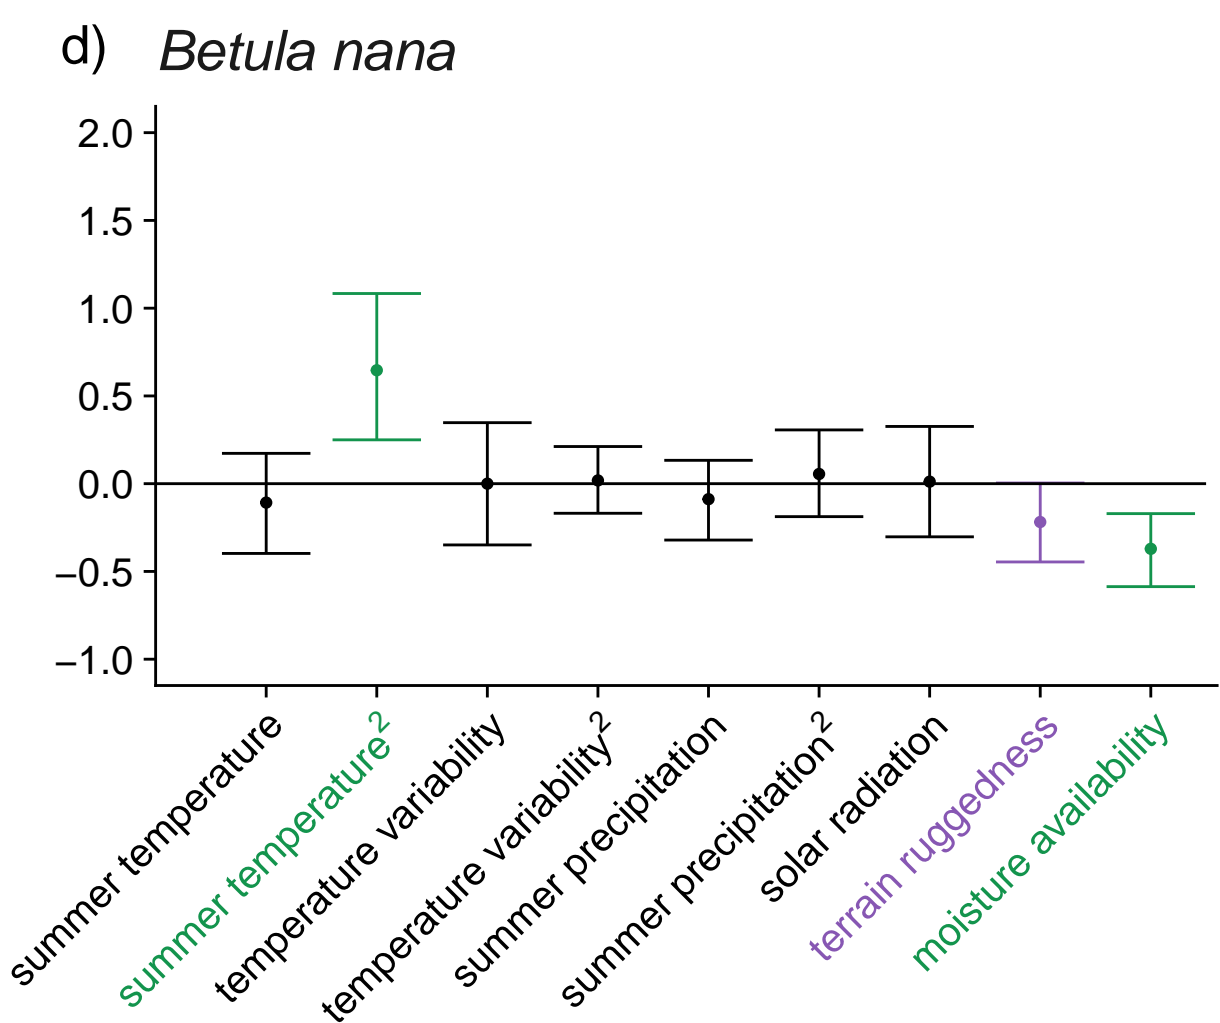 d) Betula nana
2.0
1.5
1.0
0.5
0.0
−0.5
−1.0
summer temperature
summer temperature²
temperature variability
temperature variability²
summer precipitation
summer precipitation²
solar radiation
terrain ruggedness
moisture availability